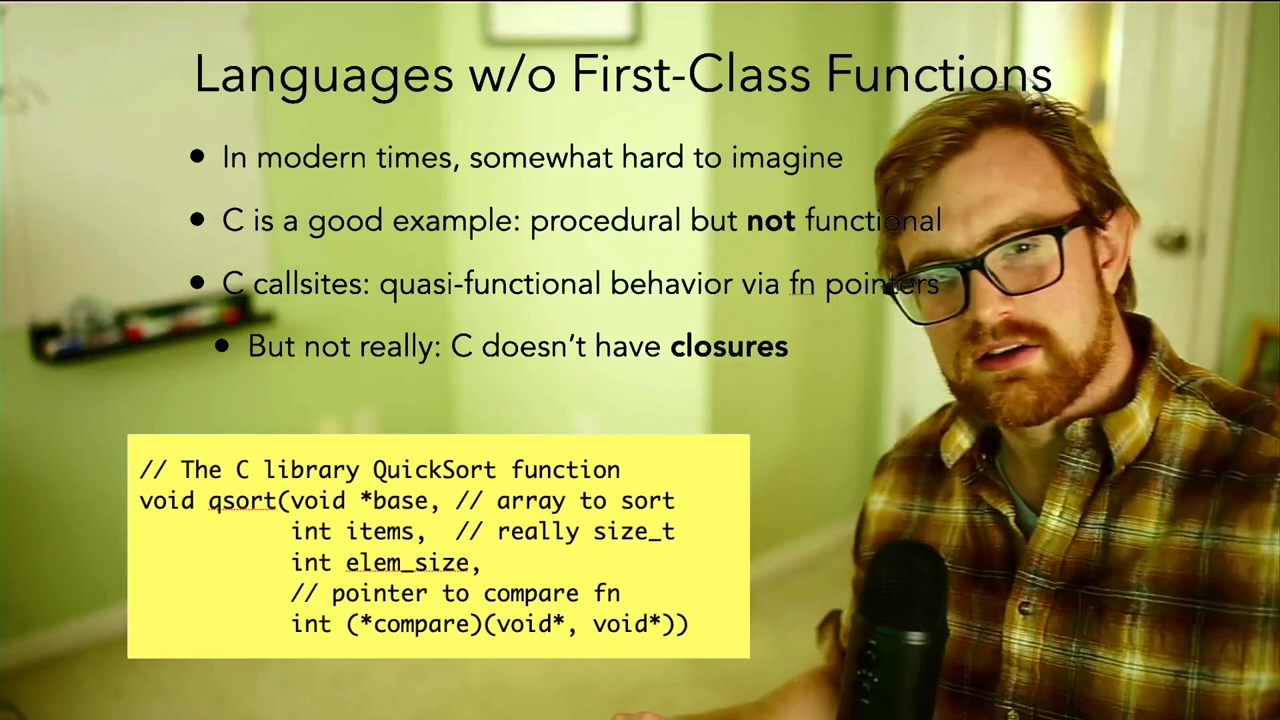 Languages w/o First-Class Functions
• In modern times, somewhat hard to imagine
• C is a good example: procedural but not functional
• C callsites: quasi-functional behavior via fn pointers
• But not really: C doesn’t have closures
// The C library QuickSort function
void qsort(void *base, // array to sort
int items,  // really size_t
int elem_size,
// pointer to compare fn
int (*compare)(void*, void*))